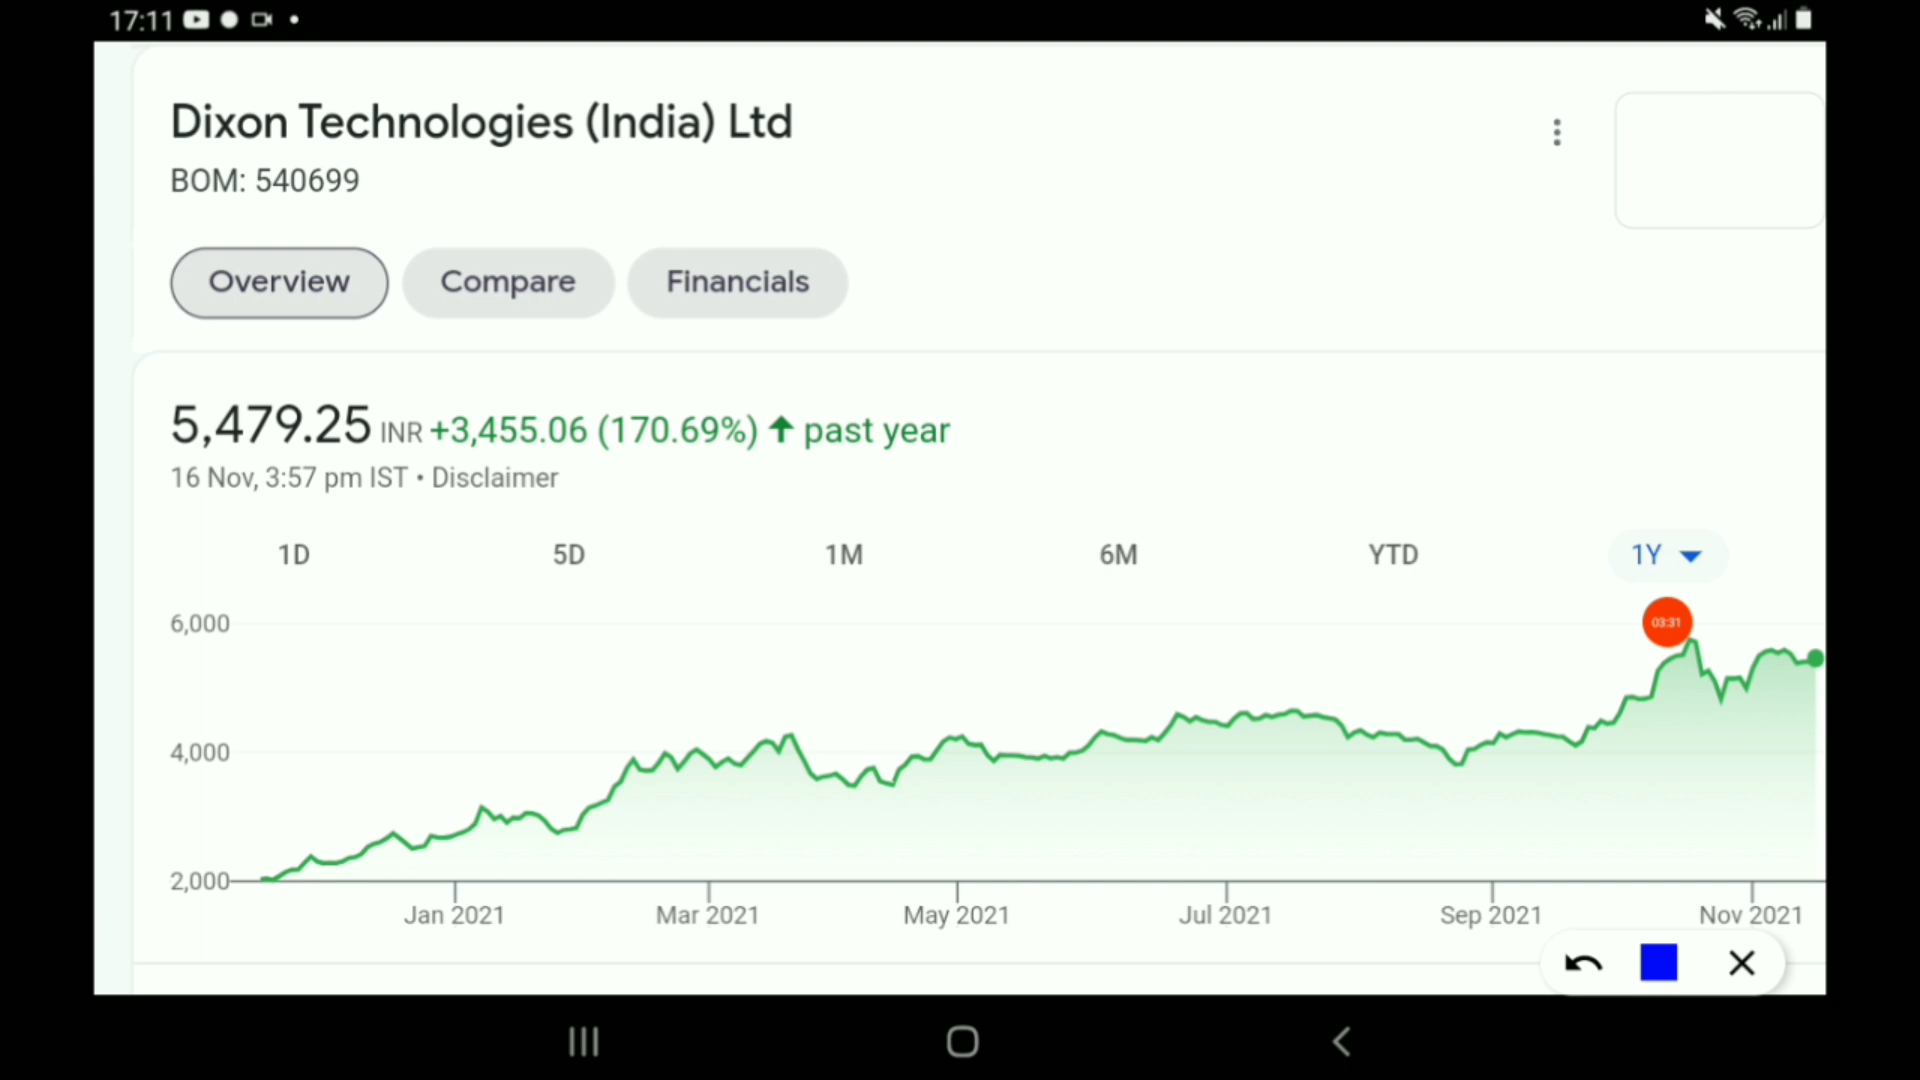 17:11
Dixon Technologies (India) Ltd
BOM: 540699
Overview Compare Financials
5,479.25 INR +3,455.06 (170.69%) ↑ past year
16 Nov, 3:57 pm IST • Disclaimer
1D 5D 1M 6M YTD 1Y
03:31
6,000
4,000
2,000
Jan 2021 Mar 2021 May 2021 Jul 2021 Sep 2021 Nov 2021